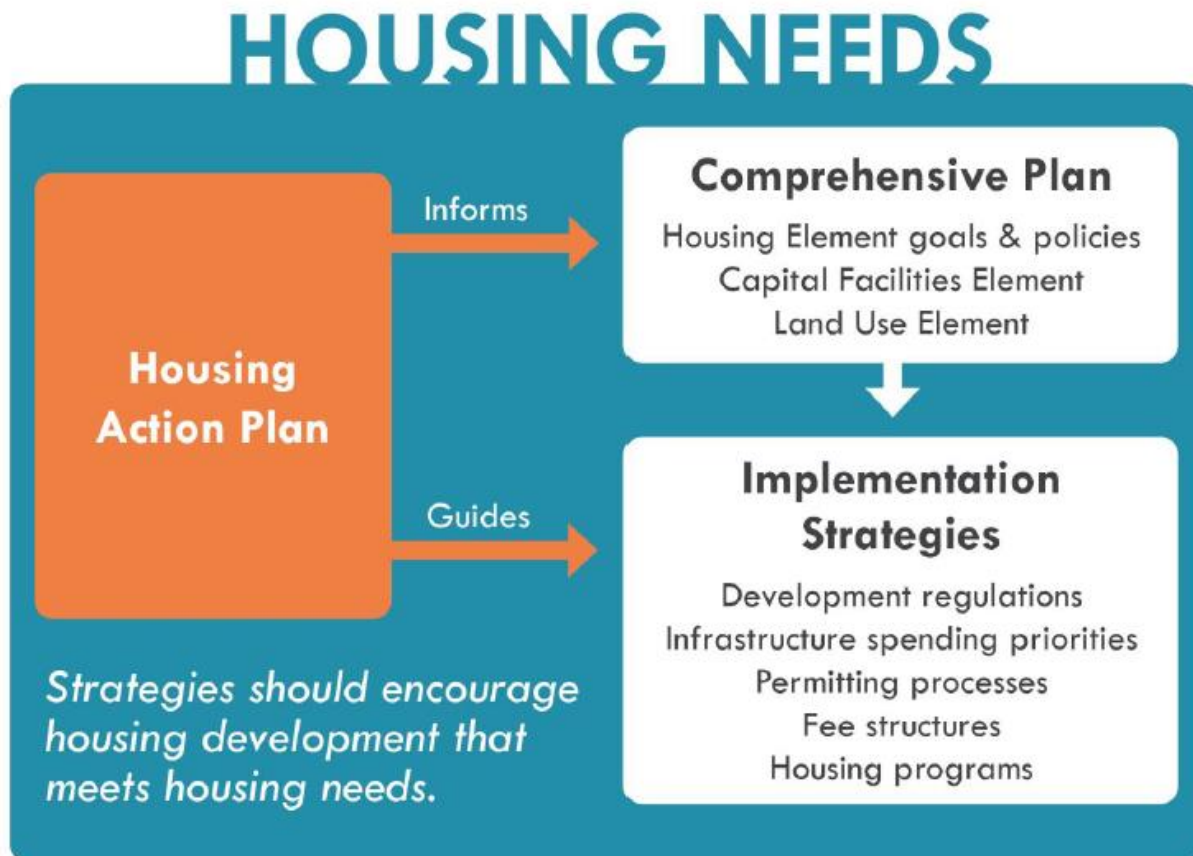 HOUSING NEEDS
Housing
Action Plan
Informs
Guides
Comprehensive Plan
Housing Element goals & policies
Capital Facilities Element
Land Use Element
Implementation
Strategies
Development regulations
Infrastructure spending priorities
Permitting processes
Fee structures
Housing programs
Strategies should encourage
housing development that
meets housing needs.